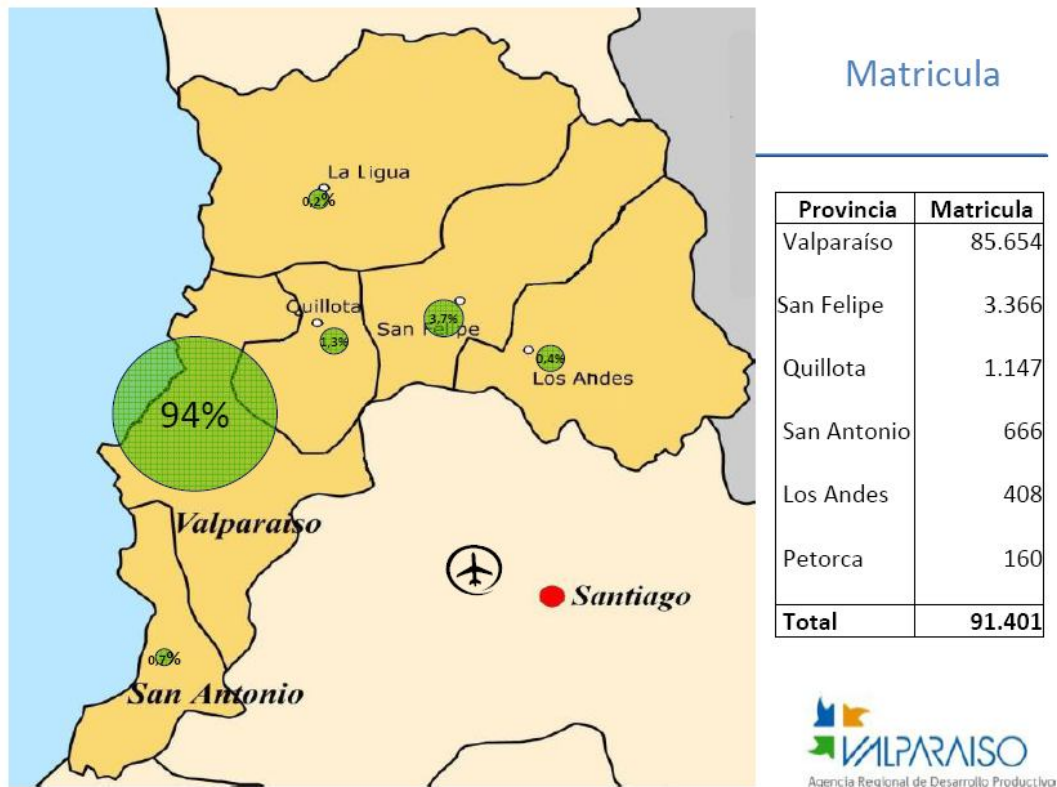 Matricula
La Ligua
0,2%
Quillota
1,3%
San Felipe
3.7%
0,4%
Los Andes
94%
Valparaiso
Santiago
0,7%
San Antonio
Provincia Matricula
Valparaíso 85.654
San Felipe 3.366
Quillota 1.147
San Antonio 666
Los Andes 408
Petorca 160
Total 91.401
VALPARAISO
Agencia Regional de Desarrollo Productivo